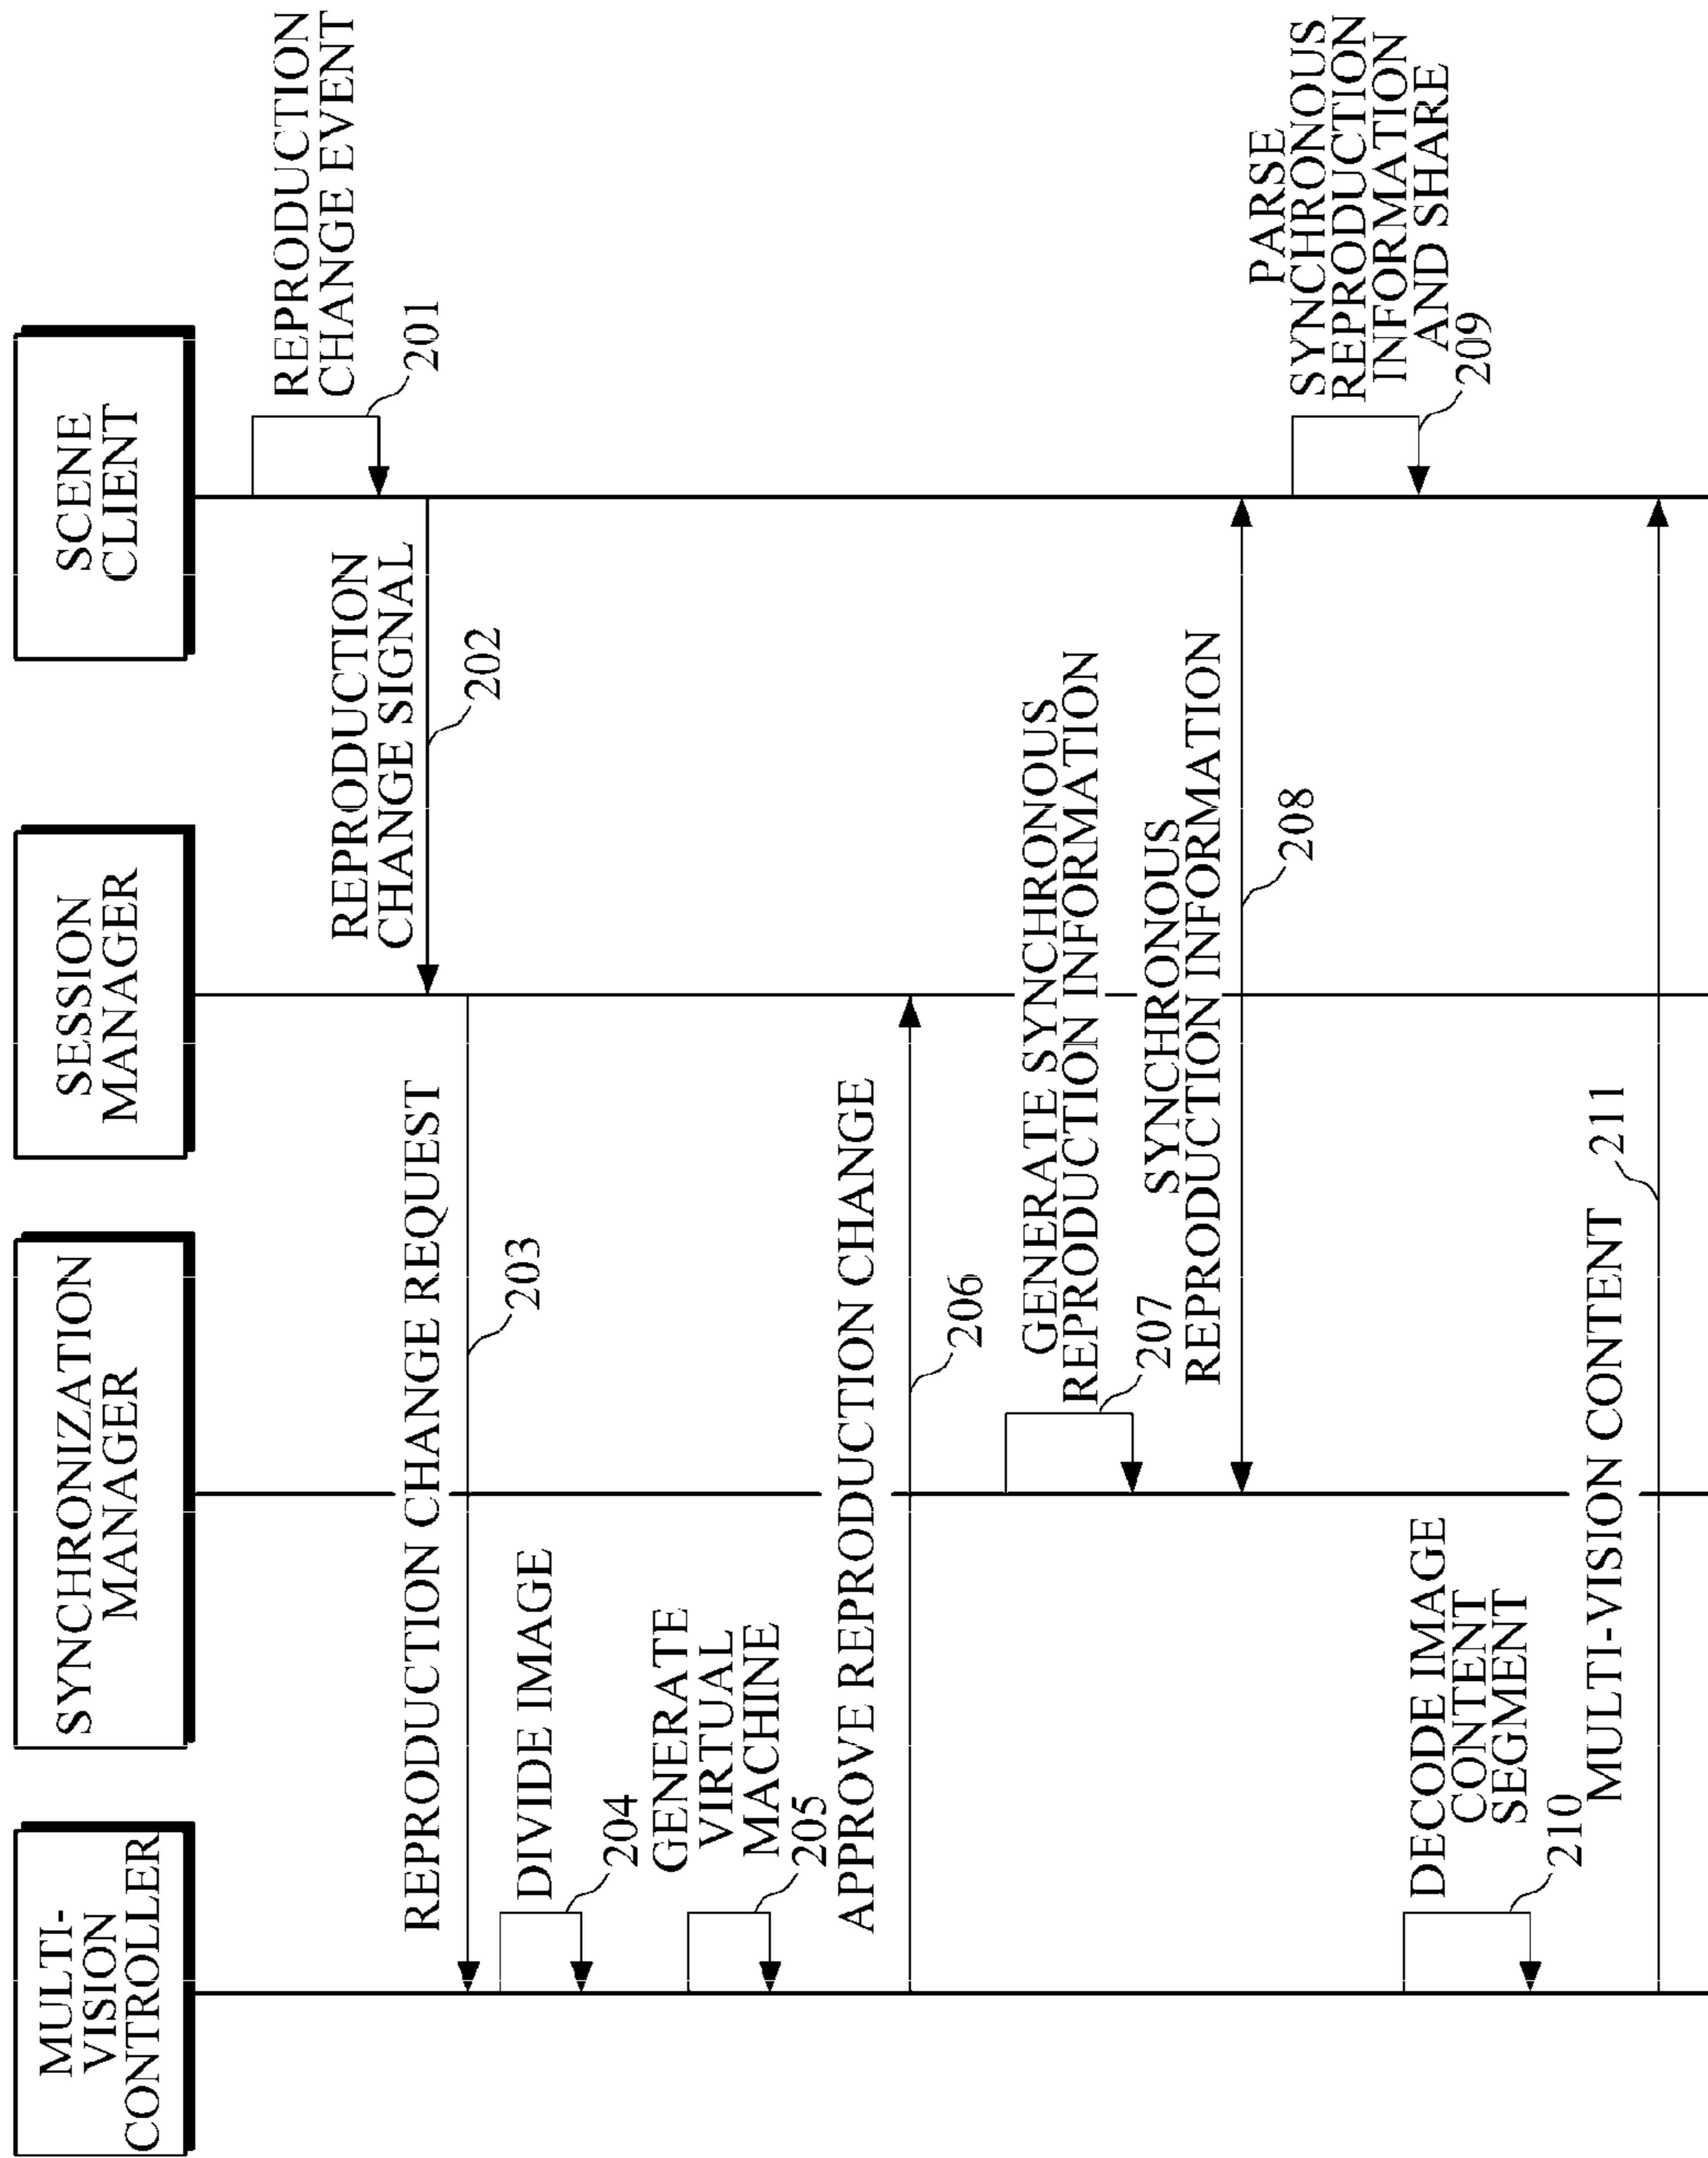 MULTI-
VISION
CONTROLLER
SYNCHRONIZATION
MANAGER
SESSION
MANAGER
SCENE
CLIENT
REPRODUCTION
CHANGE EVENT
201
REPRODUCTION
CHANGE SIGNAL
202
REPRODUCTION CHANGE REQUEST
203
DIVIDE IMAGE
204
GENERATE
VIRTUAL
MACHINE
205
APPROVE REPRODUCTION CHANGE
206
GENERATE SYNCHRONOUS
REPRODUCTION INFORMATION
207
SYNCHRONOUS
REPRODUCTION INFORMATION
208
PARSE
SYNCHRONOUS
REPRODUCTION
INFORMATION
AND SHARE
209
DECODE IMAGE
CONTENT
SEGMENT
210
MULTI-VISION CONTENT
211